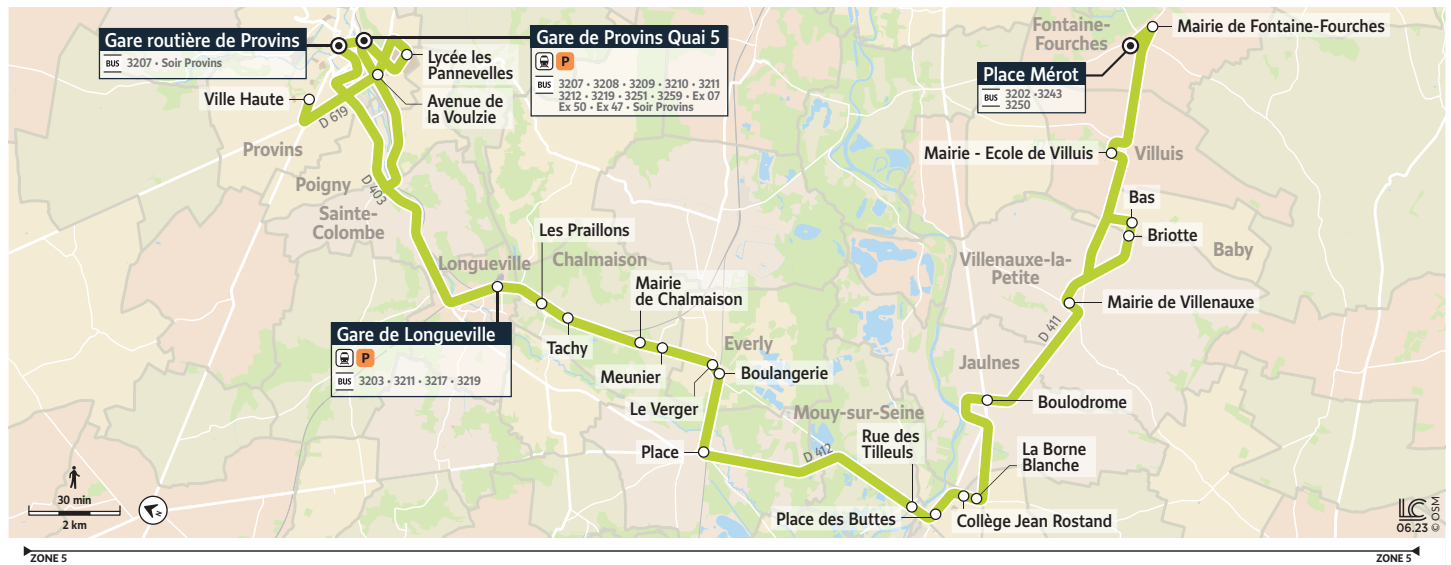 Gare routière de Provins
BUS 3207 • Soir Provins
Gare de Provins Quai 5
P
BUS 3207 • 3208 • 3209 • 3210 • 3211
3212 • 3219 • 3251 • 3259 • Ex 07
Ex 50 • Ex 47 • Soir Provins
Lycée les
Pannevelles
Avenue de
la Voulzie
Ville Haute
D 619
Provins
Poigny
D 403
Sainte-
Colombe
Longueville
Gare de Longueville
P
BUS 3203 • 3211 • 3217 • 3219
Les Praillons
Chalmaison
Tachy
Mairie
de Chalmaison
Meunier
Everly
Boulangerie
Le Verger
Place
D 412
Mouy-sur-Seine
Rue des
Tilleuls
Place des Buttes
Collège Jean Rostand
La Borne
Blanche
Boulodrome
Jaulnes
D 411
Mairie de Villenauxe
Villenauxe-la-
Petite
Briotte
Bas
Baby
Villuis
Mairie - Ecole de Villuis
Place Mérot
BUS 3202 •3243
3250
Fontaine-
Fourches
Mairie de Fontaine-Fourches
30 min
2 km
N
LC
06.23 © OSM
ZONE 5
ZONE 5